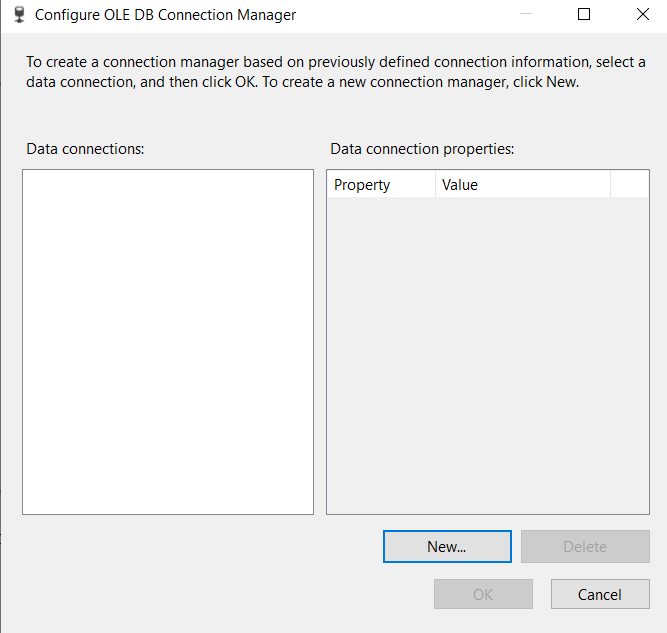 Configure OLE DB Connection Manager
To create a connection manager based on previously defined connection information, select a
data connection, and then click OK. To create a new connection manager, click New.
Data connections:
Data connection properties:
Property
Value
New...
Delete
OK
Cancel